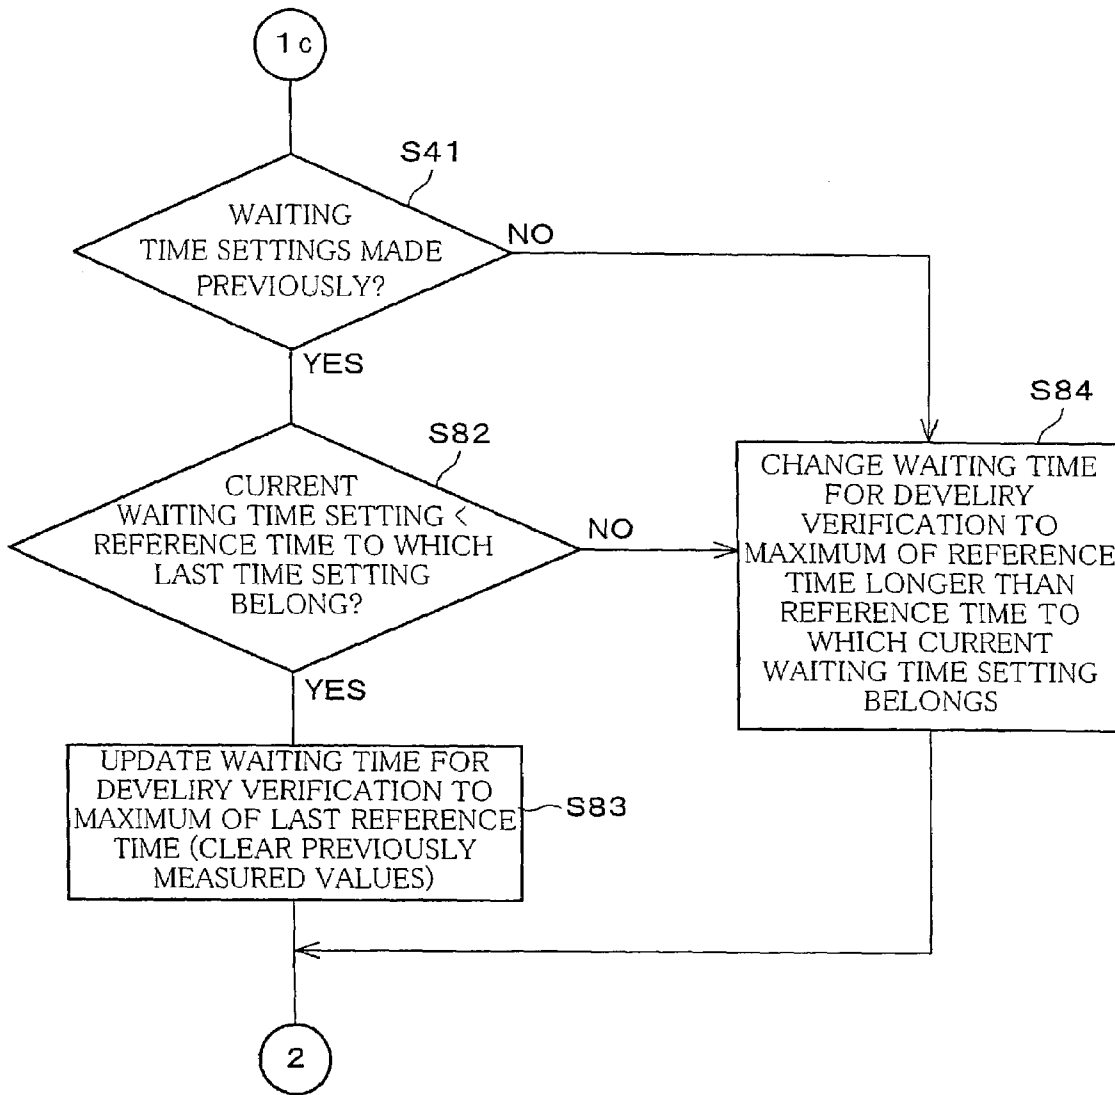 1c
S41
WAITING
TIME SETTINGS MADE
PREVIOUSLY?
NO
YES
S82
CURRENT
WAITING TIME SETTING <
REFERENCE TIME TO WHICH
LAST TIME SETTING
BELONG?
NO
YES
S84
CHANGE WAITING TIME
FOR DEVELIRY
VERIFICATION TO
MAXIMUM OF REFERENCE
TIME LONGER THAN
REFERENCE TIME TO
WHICH CURRENT
WAITING TIME SETTING
BELONGS
UPDATE WAITING TIME FOR
DEVELIRY VERIFICATION TO
MAXIMUM OF LAST REFERENCE
TIME (CLEAR PREVIOUSLY
MEASURED VALUES)
S83
2